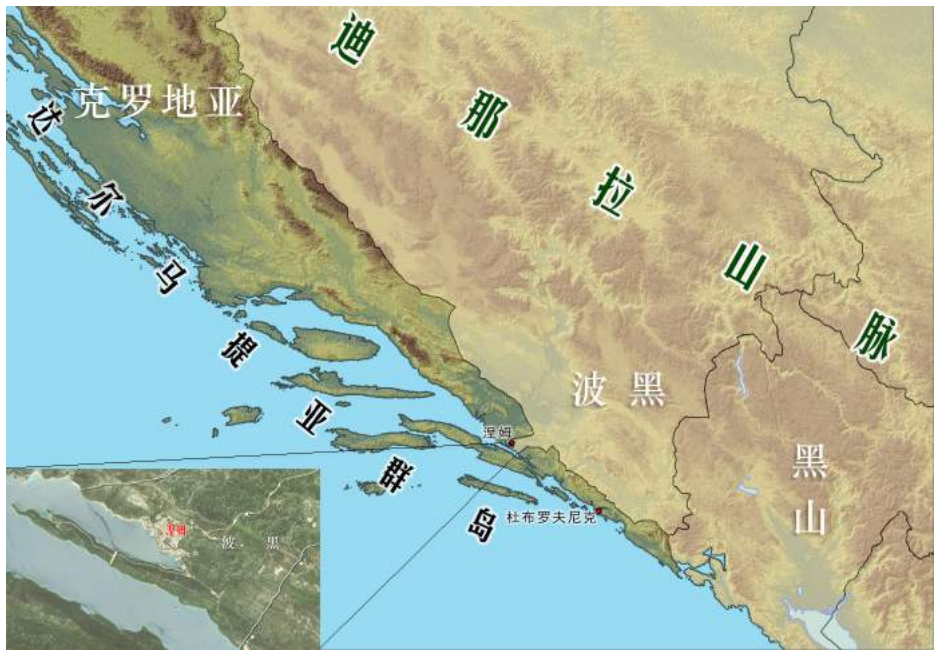 迪那拉山脉
克罗地亚
达尔马提亚群岛
波黑
涅姆
黑山
杜布罗夫尼克
涅姆
波黑